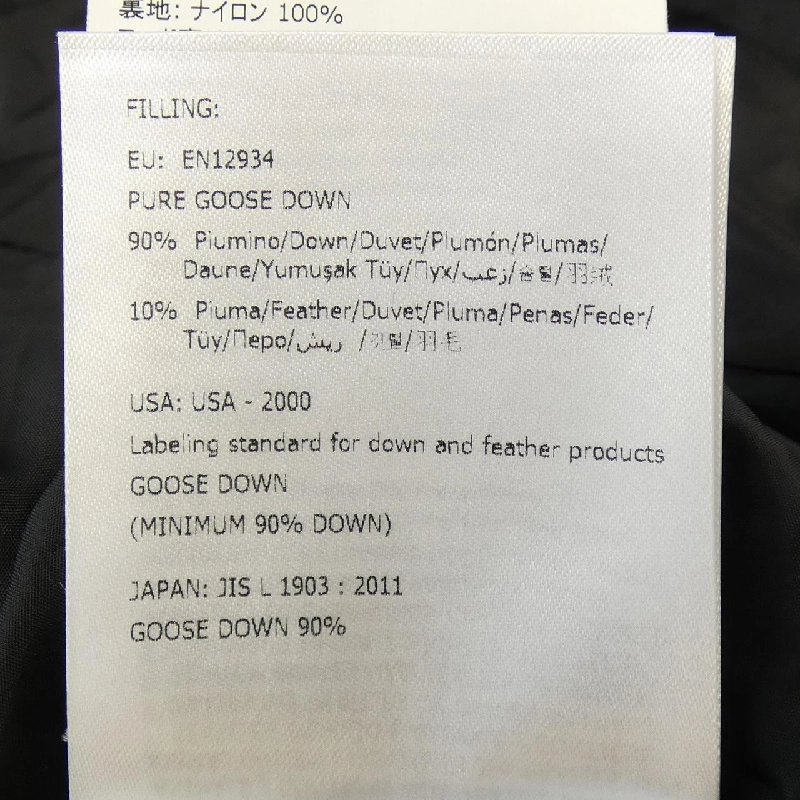 裏地: ナイロン 100%
FILLING:
EU: EN12934
PURE GOOSE DOWN
90% Piumino/Down/Duvet/Plumón/Plumas/
Daune/Yumuşak Tüy/Пух/زغب/솜털/羽绒
10% Piuma/Feather/Duvet/Pluma/Penas/Feder/
Tüy/Перо/ريش /깃털/羽毛
USA: USA - 2000
Labeling standard for down and feather products
GOOSE DOWN
(MINIMUM 90% DOWN)
JAPAN: JIS L 1903 : 2011
GOOSE DOWN 90%